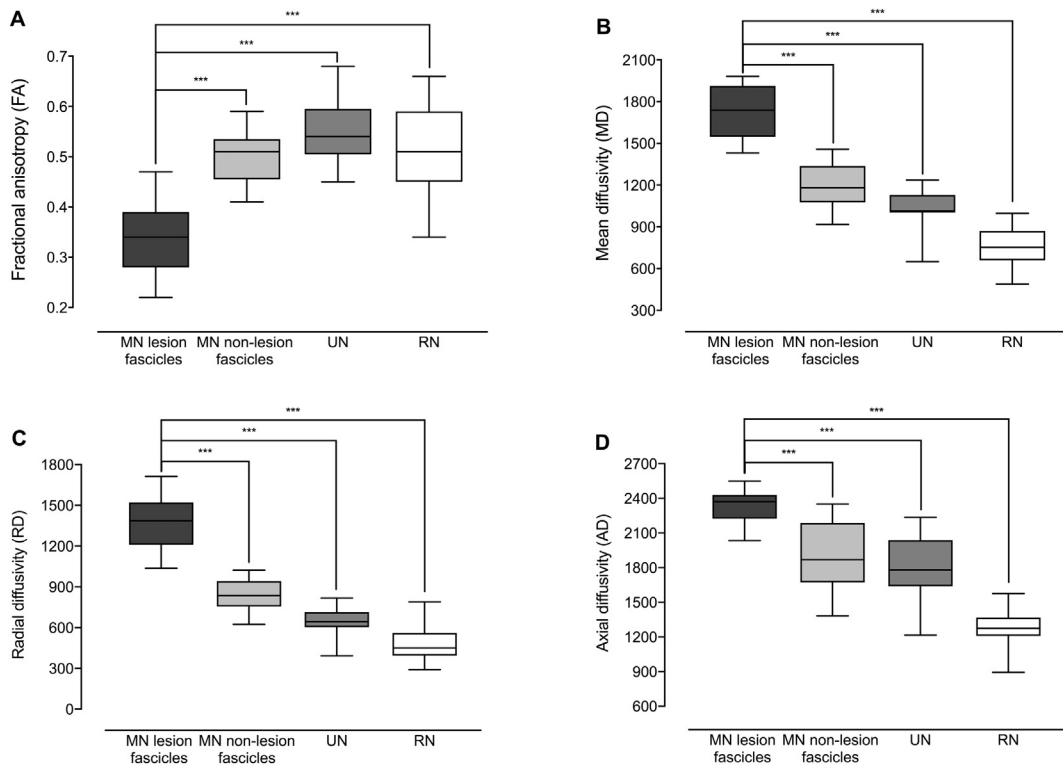 A
***
***
***
Fractional anisotropy (FA)
0.7
0.6
0.5
0.4
0.3
0.2
MN lesion
fascicles
MN non-lesion
fascicles
UN
RN
B
***
***
***
Mean diffusivity (MD)
2100
1800
1500
1200
900
600
300
MN lesion
fascicles
MN non-lesion
fascicles
UN
RN
C
***
***
***
Radial diffusivity (RD)
1800
1500
1200
900
600
300
0
MN lesion
fascicles
MN non-lesion
fascicles
UN
RN
D
***
***
***
Axial diffusivity (AD)
2700
2400
2100
1800
1500
1200
900
600
MN lesion
fascicles
MN non-lesion
fascicles
UN
RN